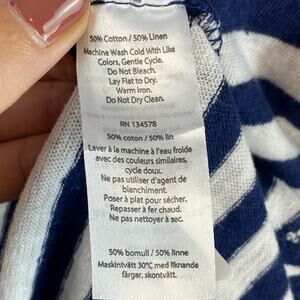 50% Cotton / 50% Linen
Machine Wash Cold With Like
Colors, Gentle Cycle.
Do Not Bleach.
Lay Flat to Dry.
Warm Iron.
Do Not Dry Clean.
RN 134578
50% coton / 50% lin
Laver à la machine à l'eau froide
avec des couleurs similaires,
cycle doux.
Ne pas utiliser d'agent de
blanchiment.
Poser à plat pour sécher.
Repasser à fer chaud.
Ne pas nettoyer à sec.
50% bomull / 50% linne
Maskintvätt 30°C med liknande
färger, skontvätt.